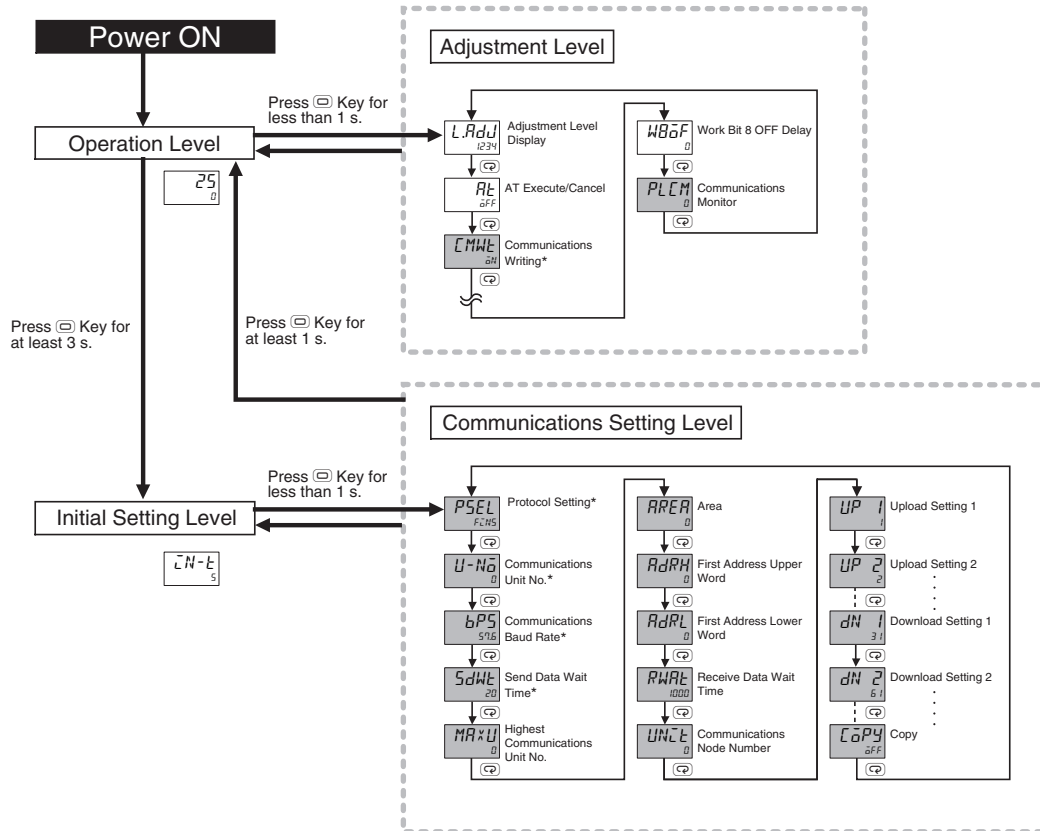 Power ON
Operation Level
25
0
Press Key for
less than 1 s.
Adjustment Level
L.AdJ
1234
Adjustment Level
Display
At
OFF
AT Execute/Cancel
CMWt
ON
Communications
Writing*
W8OF
0
Work Bit 8 OFF Delay
PLCM
0
Communications
Monitor
Press Key for
at least 3 s.
Press Key for
at least 1 s.
Initial Setting Level
IN-t
5
Press Key for
less than 1 s.
Communications Setting Level
PSEL
FINS
Protocol Setting*
U-NO
0
Communications
Unit No.*
bPS
57.6
Communications
Baud Rate*
SdWt
20
Send Data Wait
Time*
MAXU
0
Highest
Communications
Unit No.
AREA
0
Area
AdRH
0
First Address Upper
Word
AdRL
0
First Address Lower
Word
RWAt
1000
Receive Data Wait
Time
UNIt
0
Communications
Node Number
UP 1
1
Upload Setting 1
UP 2
2
Upload Setting 2
dN 1
31
Download Setting 1
dN 2
61
Download Setting 2
COPY
OFF
Copy